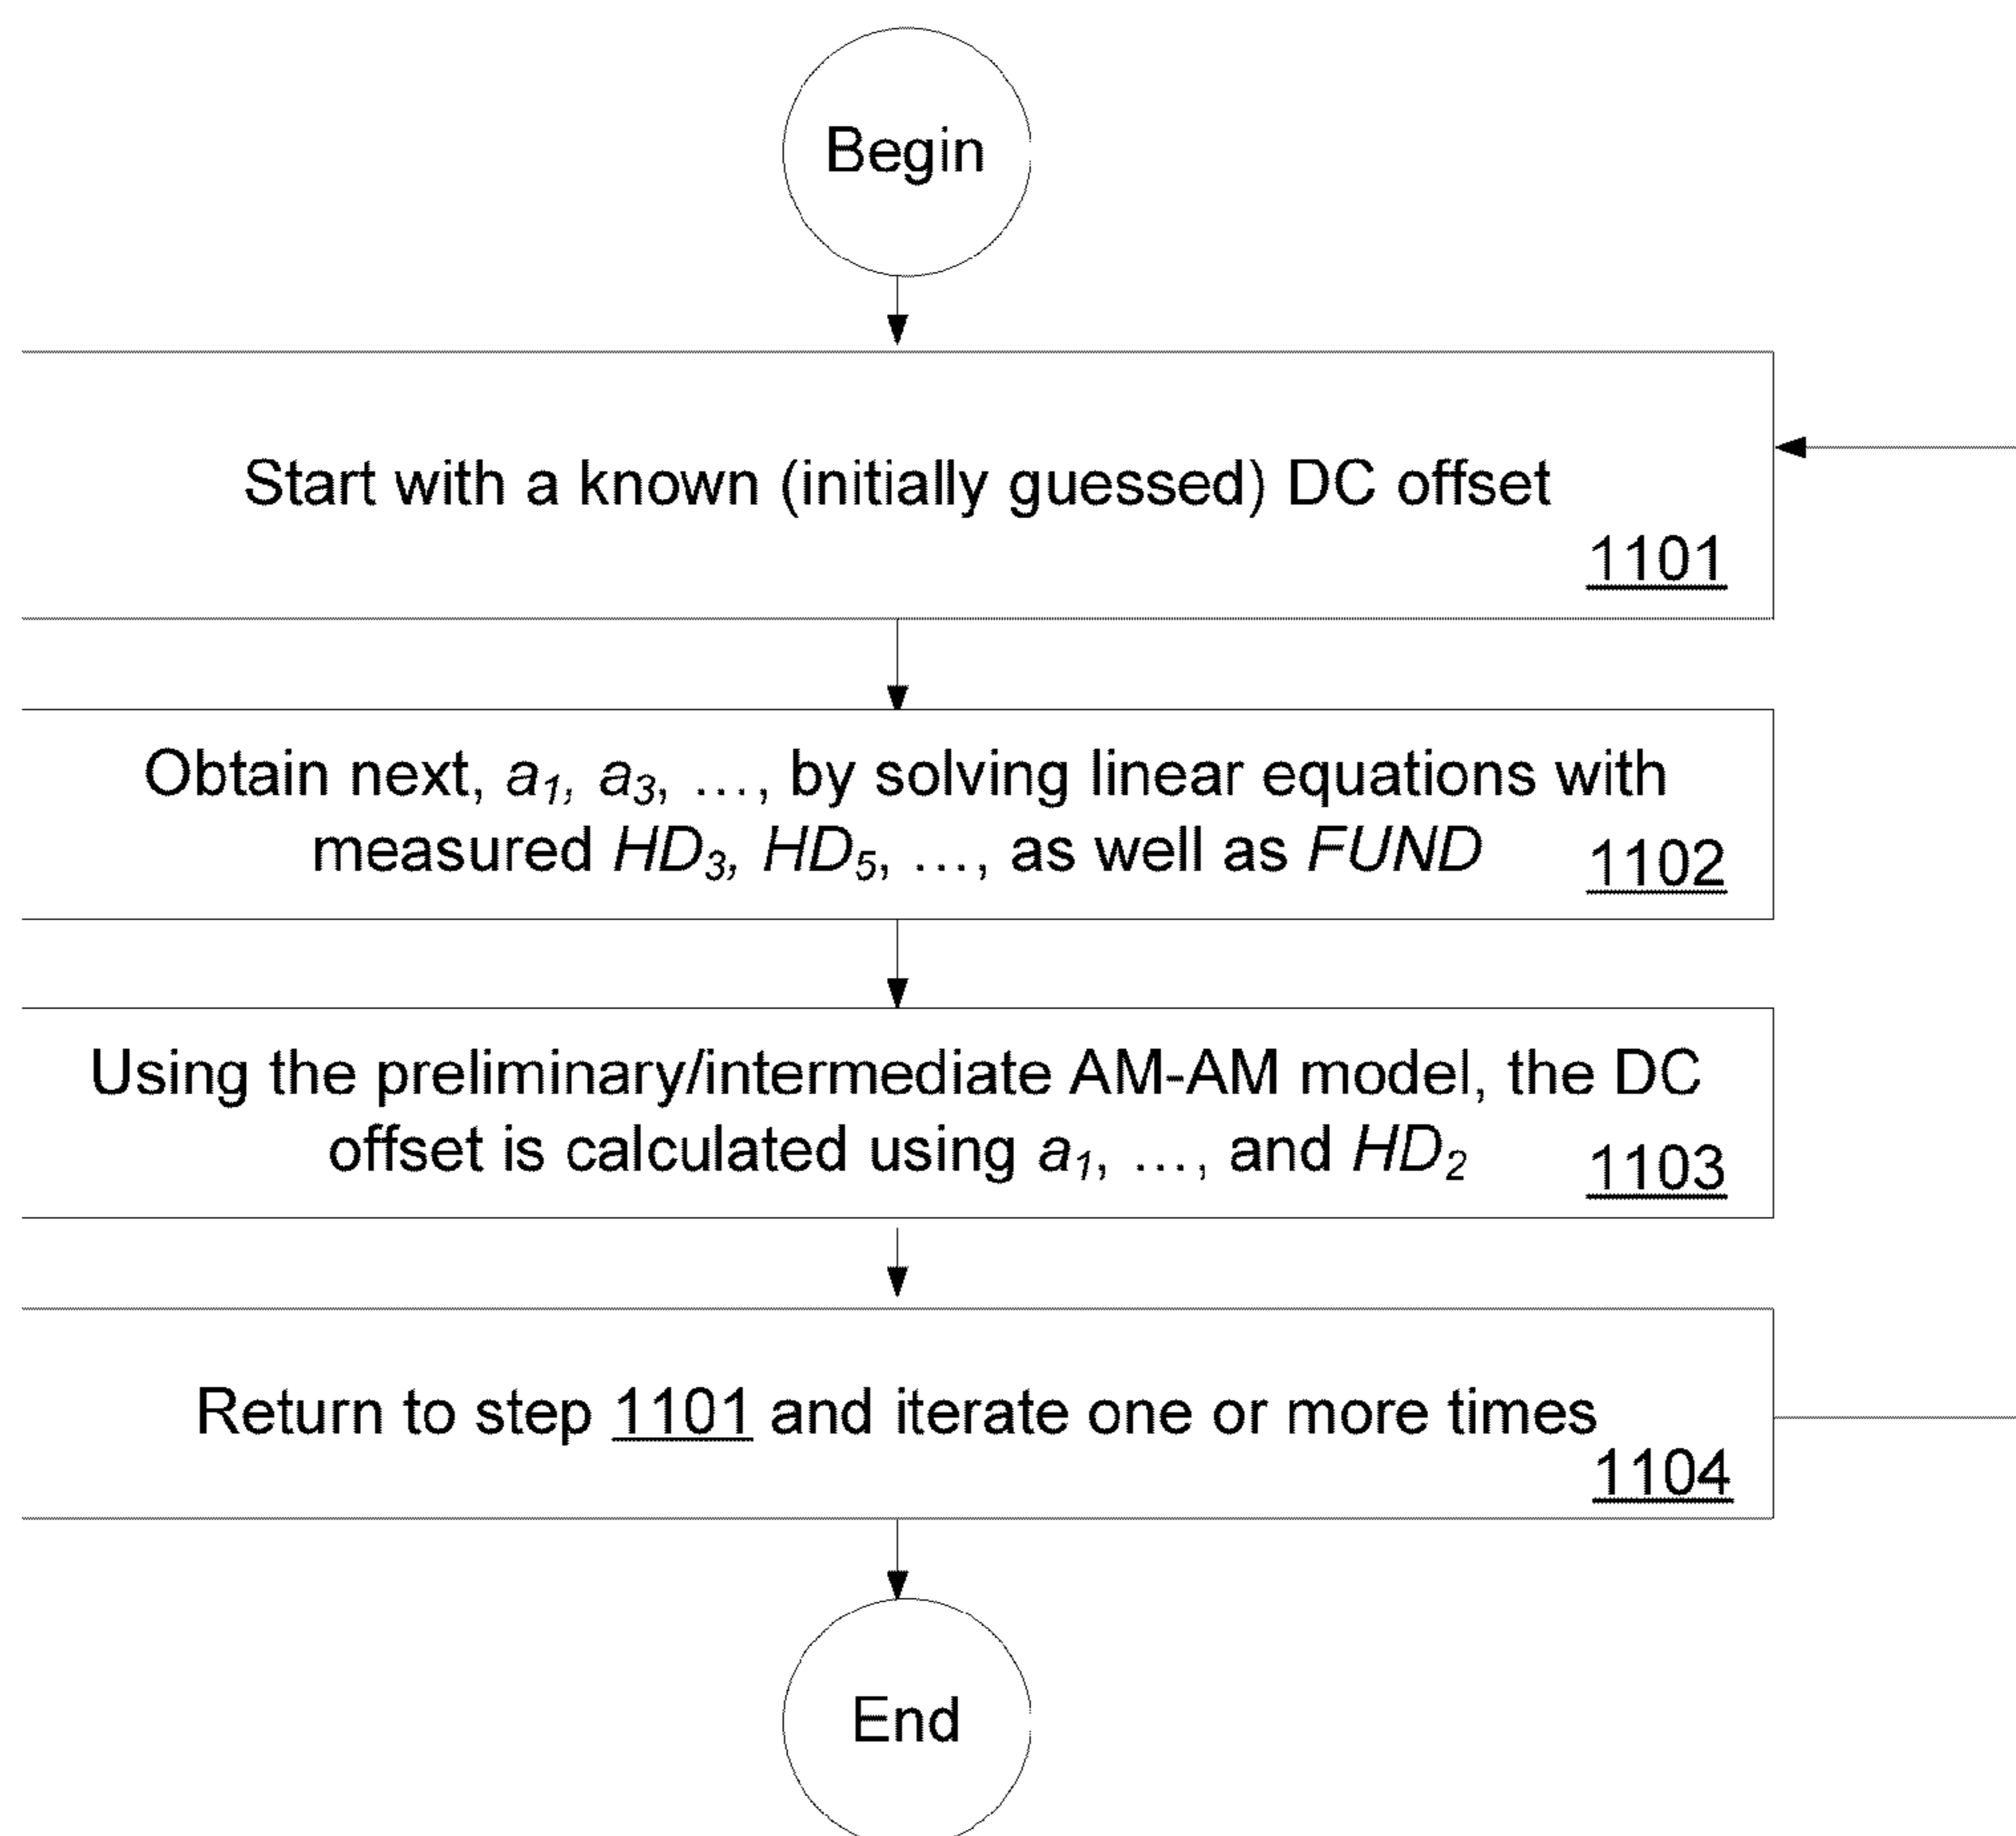 Begin
Start with a known (initially guessed) DC offset
1101
Obtain next, a1, a3, …, by solving linear equations with
measured HD3, HD5, …, as well as FUND
1102
Using the preliminary/intermediate AM-AM model, the DC
offset is calculated using a1, …, and HD2
1103
Return to step 1101 and iterate one or more times
1104
End